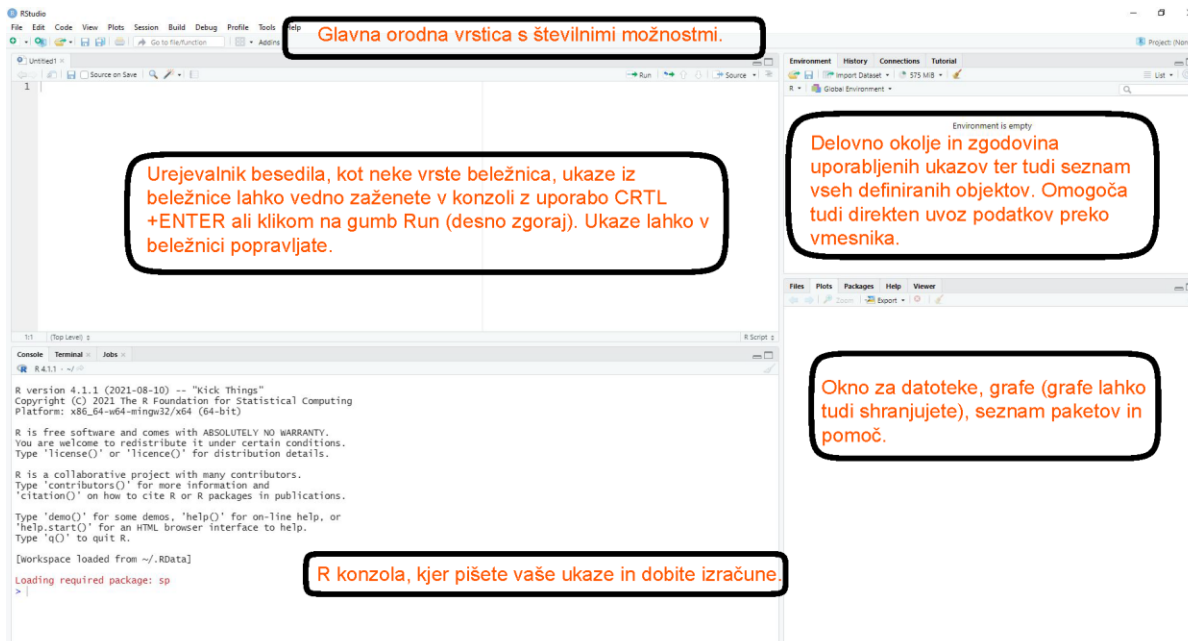 RStudio
File Edit Code View Plots Session Build Debug Profile Tools Help
Glavna orodna vrstica s številnimi možnostmi.
Go to file/function
Addins
Project: (Non
Untitled1
Source on Save
Run
Source
1
Urejevalnik besedila, kot neke vrste beležnica, ukaze iz
beležnice lahko vedno zaženete v konzoli z uporabo CRTL
+ENTER ali klikom na gumb Run (desno zgoraj). Ukaze lahko v
beležnici popravljate.
1:1 (Top Level) R Script
Environment History Connections Tutorial
Import Dataset 575 MiB List
R Global Environment
Environment is empty
Delovno okolje in zgodovina
uporabljenih ukazov ter tudi seznam
vseh definiranih objektov. Omogoča
tudi direkten uvoz podatkov preko
vmesnika.
Files Plots Packages Help Viewer
Zoom Export
Okno za datoteke, grafe (grafe lahko
tudi shranjujete), seznam paketov in
pomoč.
Console Terminal Jobs
R 4.1.1 · ~/
R version 4.1.1 (2021-08-10) -- "Kick Things"
Copyright (C) 2021 The R Foundation for Statistical Computing
Platform: x86_64-w64-mingw32/x64 (64-bit)
R is free software and comes with ABSOLUTELY NO WARRANTY.
You are welcome to redistribute it under certain conditions.
Type 'license()' or 'licence()' for distribution details.
R is a collaborative project with many contributors.
Type 'contributors()' for more information and
'citation()' on how to cite R or R packages in publications.
Type 'demo()' for some demos, 'help()' for on-line help, or
'help.start()' for an HTML browser interface to help.
Type 'q()' to quit R.
[Workspace loaded from ~/.RData]
Loading required package: sp
>
R konzola, kjer pišete vaše ukaze in dobite izračune.